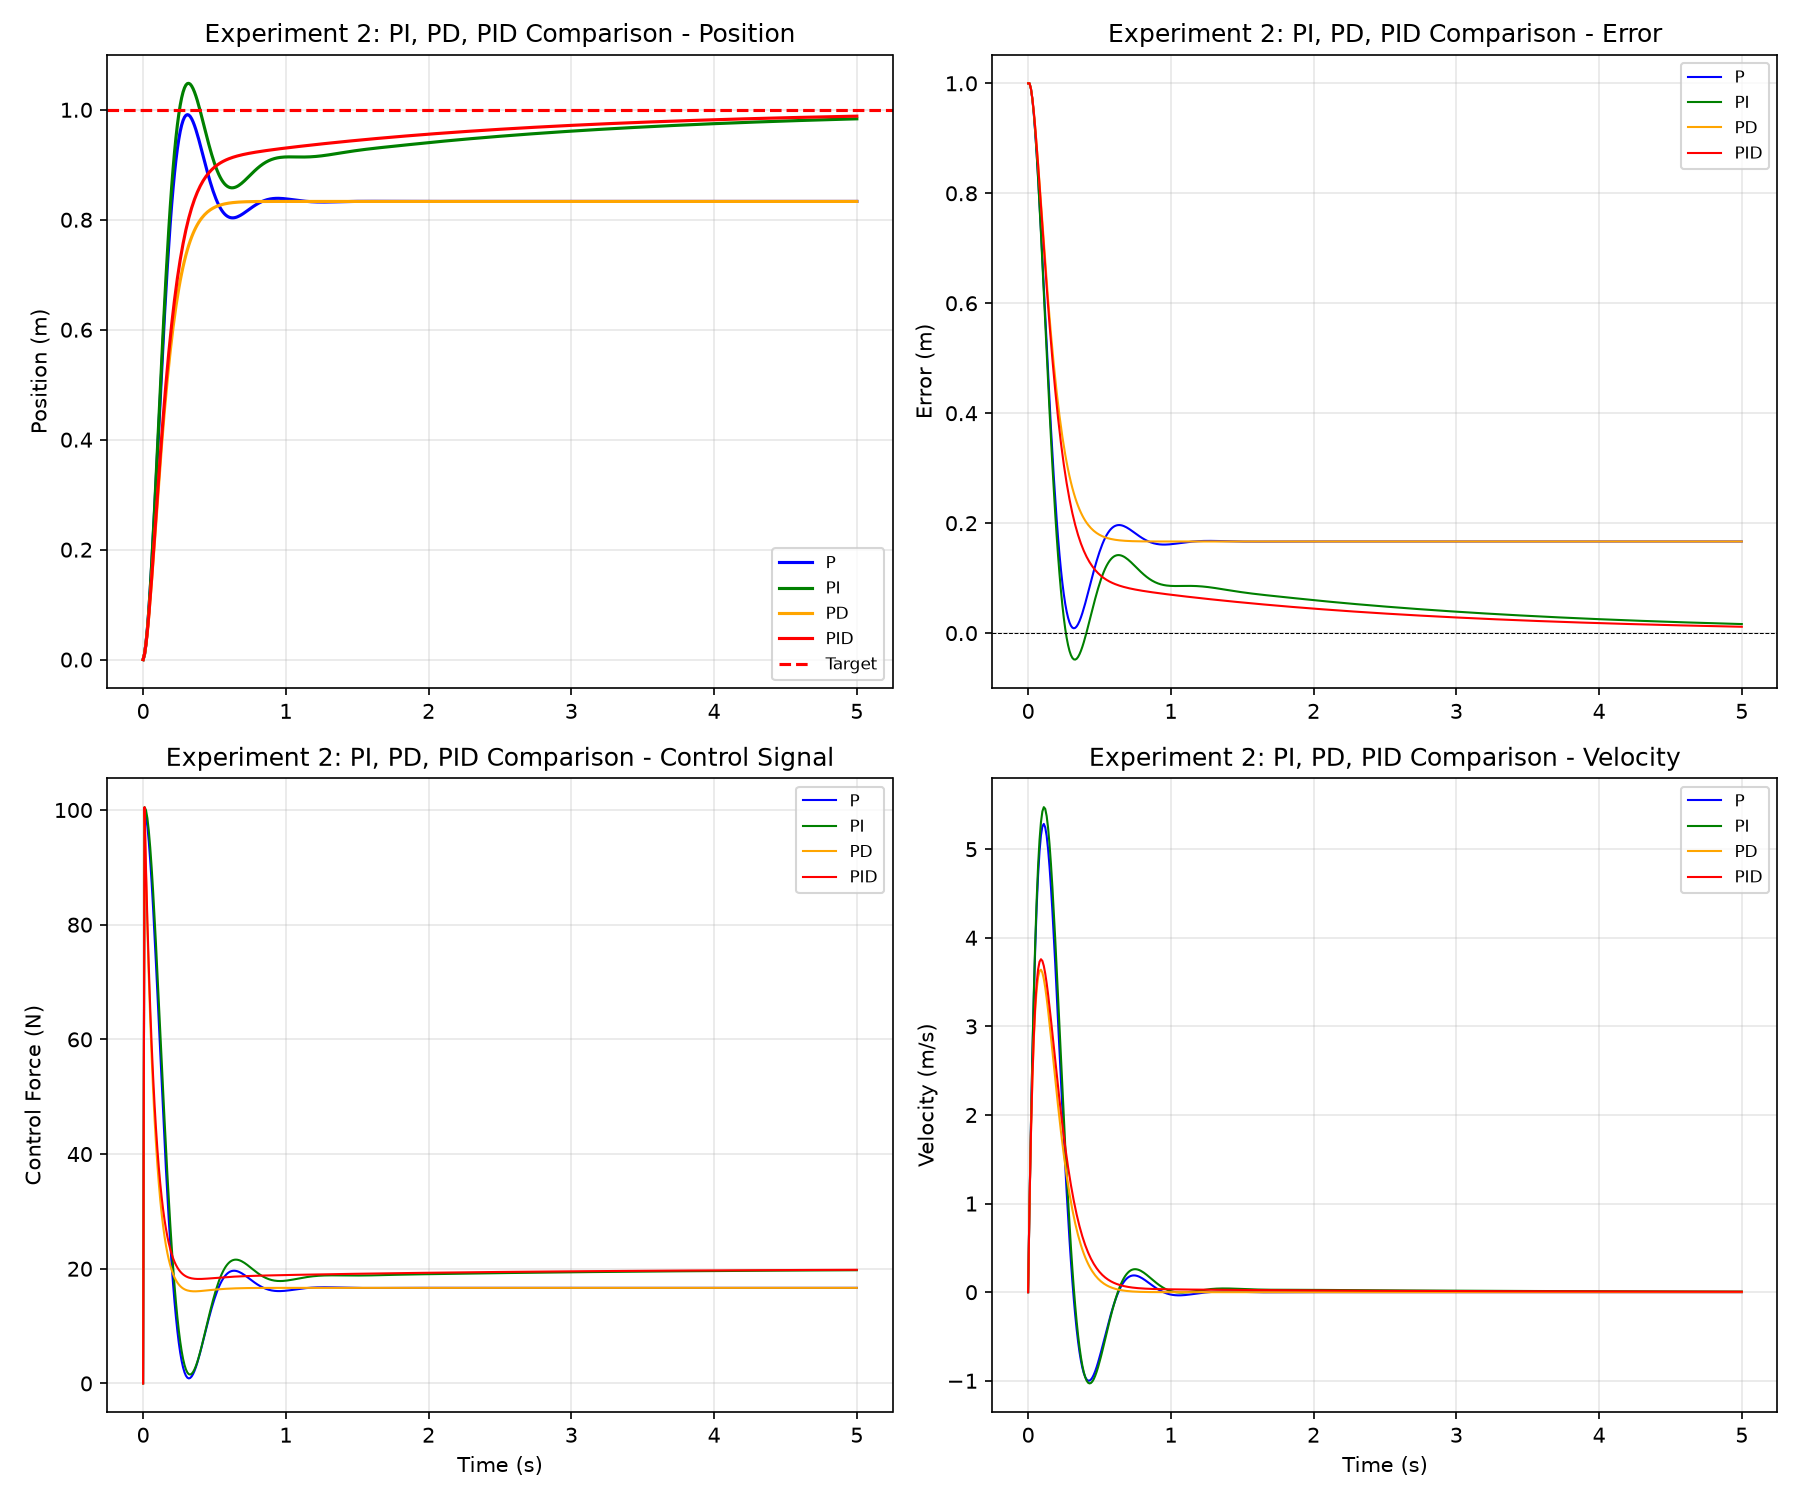 Experiment 2: PI, PD, PID Comparison - Position
Position (m)
1.0
0.8
0.6
0.4
0.2
0.0
0 1 2 3 4 5
P
PI
PD
PID
Target
Experiment 2: PI, PD, PID Comparison - Error
Error (m)
1.0
0.8
0.6
0.4
0.2
0.0
0 1 2 3 4 5
P
PI
PD
PID
Experiment 2: PI, PD, PID Comparison - Control Signal
Control Force (N)
100
80
60
40
20
0
0 1 2 3 4 5
Time (s)
P
PI
PD
PID
Experiment 2: PI, PD, PID Comparison - Velocity
Velocity (m/s)
5
4
3
2
1
0
−1
0 1 2 3 4 5
Time (s)
P
PI
PD
PID